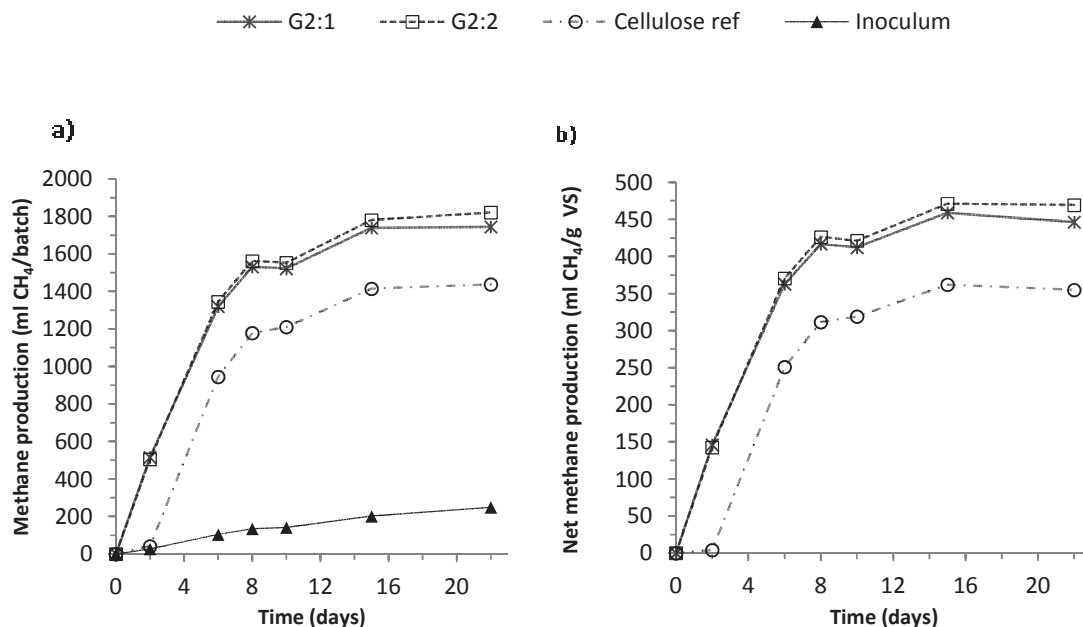 G2:1 G2:2 Cellulose ref Inoculum
a)
Methane production (ml CH₄/batch)
2000
1800
1600
1400
1200
1000
800
600
400
200
0
0 4 8 12 16 20
Time (days)
b)
Net methane production (ml CH₄/g VS)
500
450
400
350
300
250
200
150
100
50
0
0 4 8 12 16 20
Time (days)